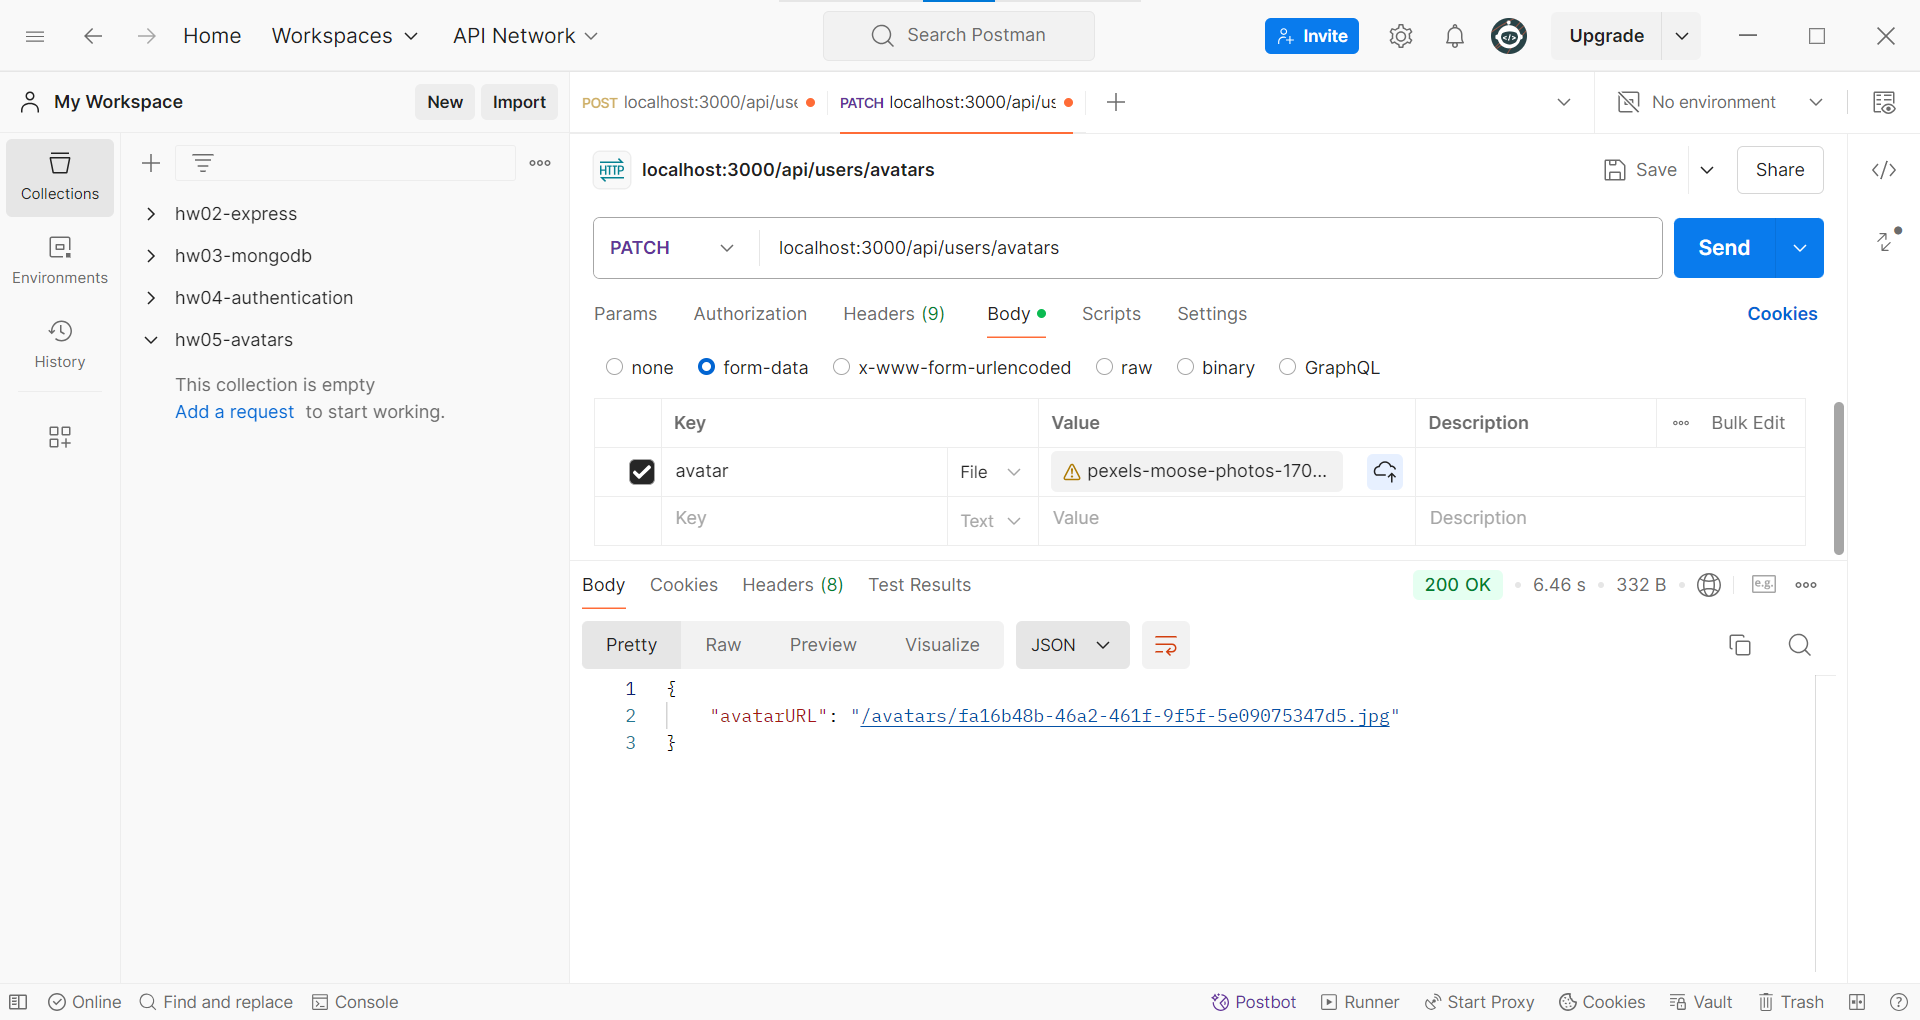 Home Workspaces API Network Search Postman Invite Upgrade
My Workspace New Import POST localhost:3000/api/use PATCH localhost:3000/api/us No environment
Collections
Environments
History
hw02-express
hw03-mongodb
hw04-authentication
hw05-avatars
This collection is empty
Add a request to start working.
HTTP localhost:3000/api/users/avatars Save Share
PATCH localhost:3000/api/users/avatars Send
Params Authorization Headers (9) Body Scripts Settings Cookies
none form-data x-www-form-urlencoded raw binary GraphQL
Key Value Description Bulk Edit
avatar File pexels-moose-photos-170...
Key Text Value Description
Body Cookies Headers (8) Test Results 200 OK 6.46 s 332 B e.g.
Pretty Raw Preview Visualize JSON
1 {
2 "avatarURL": "/avatars/fa16b48b-46a2-461f-9f5f-5e09075347d5.jpg"
3 }
Online Find and replace Console Postbot Runner Start Proxy Cookies Vault Trash